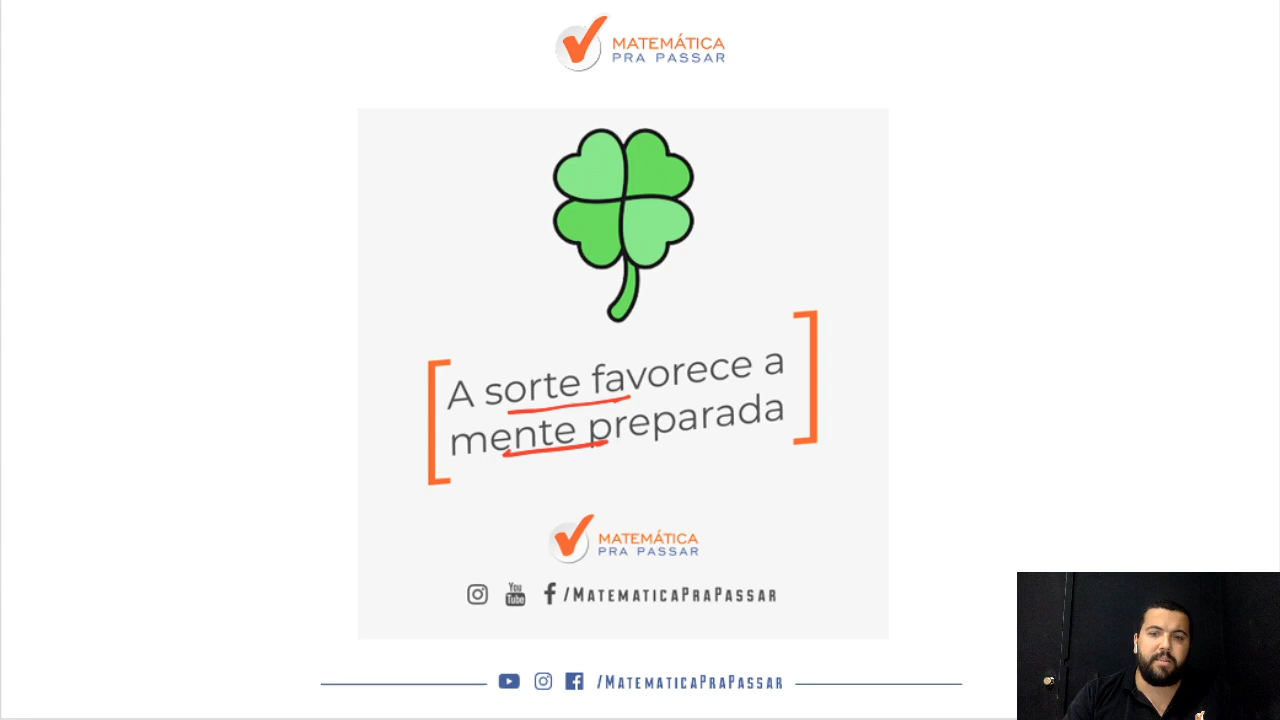 MATEMÁTICA
PRA PASSAR
A sorte favorece a
mente preparada
MATEMÁTICA
PRA PASSAR
You
Tube
/MATEMATICAPRAPASSAR
/MATEMATICAPRAPASSAR